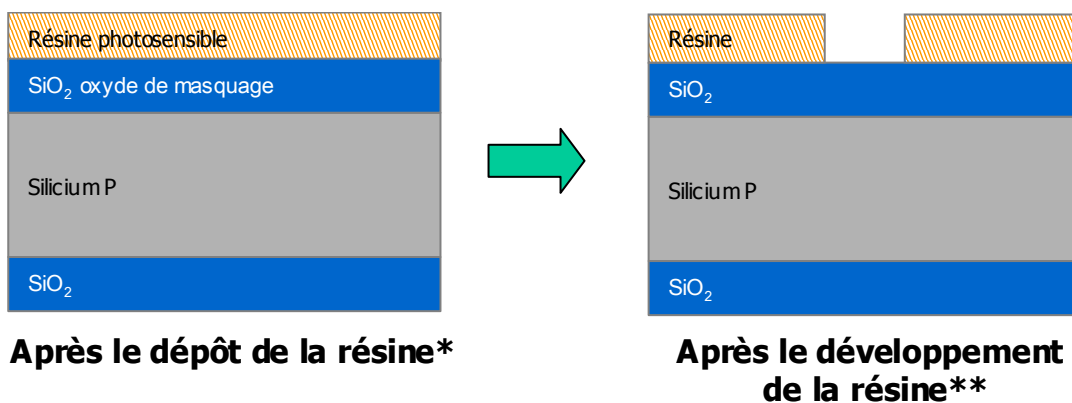 Résine photosensible
SiO₂ oxyde de masquage
Silicium P
SiO₂
Après le dépôt de la résine*
Résine
SiO₂
Silicium P
SiO₂
Après le développement
de la résine**